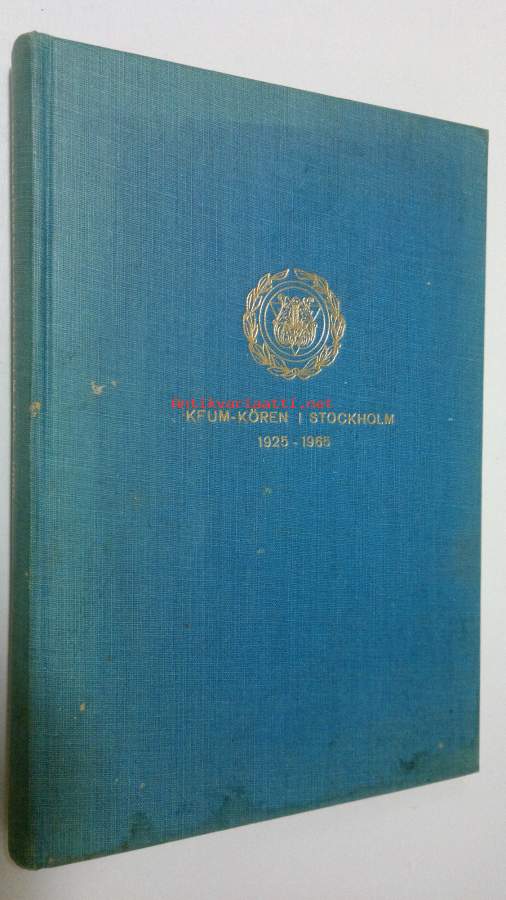 antikvariaatti.net
KFUM-KÖREN I STOCKHOLM
1925-1965